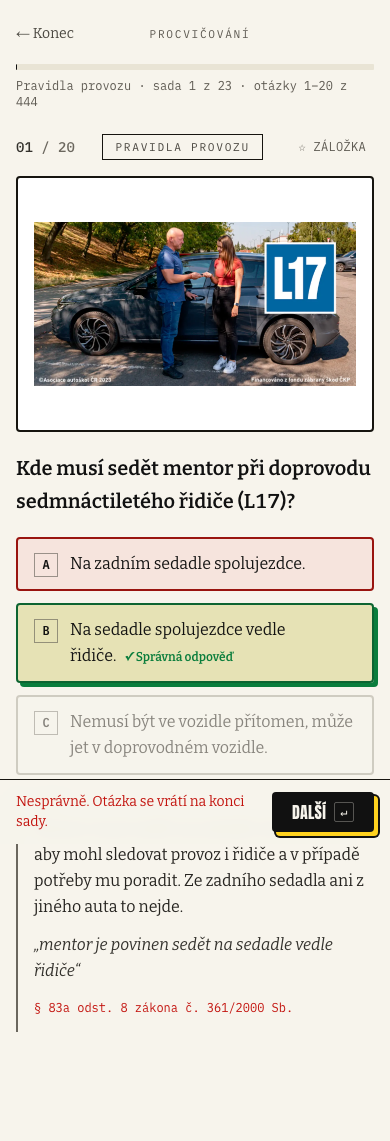 ← Konec
PROCVIČOVÁNÍ
Pravidla provozu · sada 1 z 23 · otázky 1–20 z
444
01 / 20
PRAVIDLA PROVOZU
☆ ZÁLOŽKA
L17
©Asociace autoškol ČR 2023
Financováno z fondu zábrany škod ČKP
Kde musí sedět mentor při doprovodu
sedmnáctiletého řidiče (L17)?
A Na zadním sedadle spolujezdce.
B Na sedadle spolujezdce vedle
řidiče. ✓Správná odpověď
C Nemusí být ve vozidle přítomen, může
jet v doprovodném vozidle.
Nesprávně. Otázka se vrátí na konci
sady.
DALŠÍ ↵
aby mohl sledovat provoz i řidiče a v případě
potřeby mu poradit. Ze zadního sedadla ani z
jiného auta to nejde.
„mentor je povinen sedět na sedadle vedle
řidiče“
§ 83a odst. 8 zákona č. 361/2000 Sb.